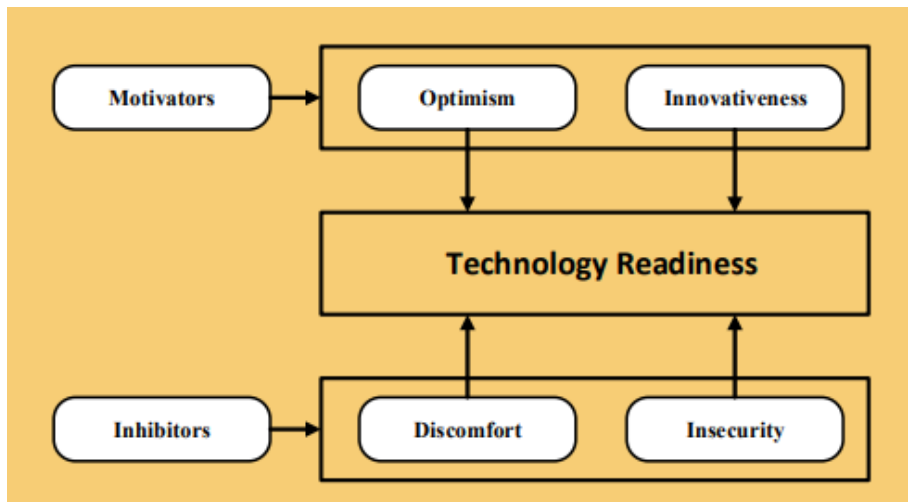 Motivators
Optimism
Innovativeness
Technology Readiness
Inhibitors
Discomfort
Insecurity